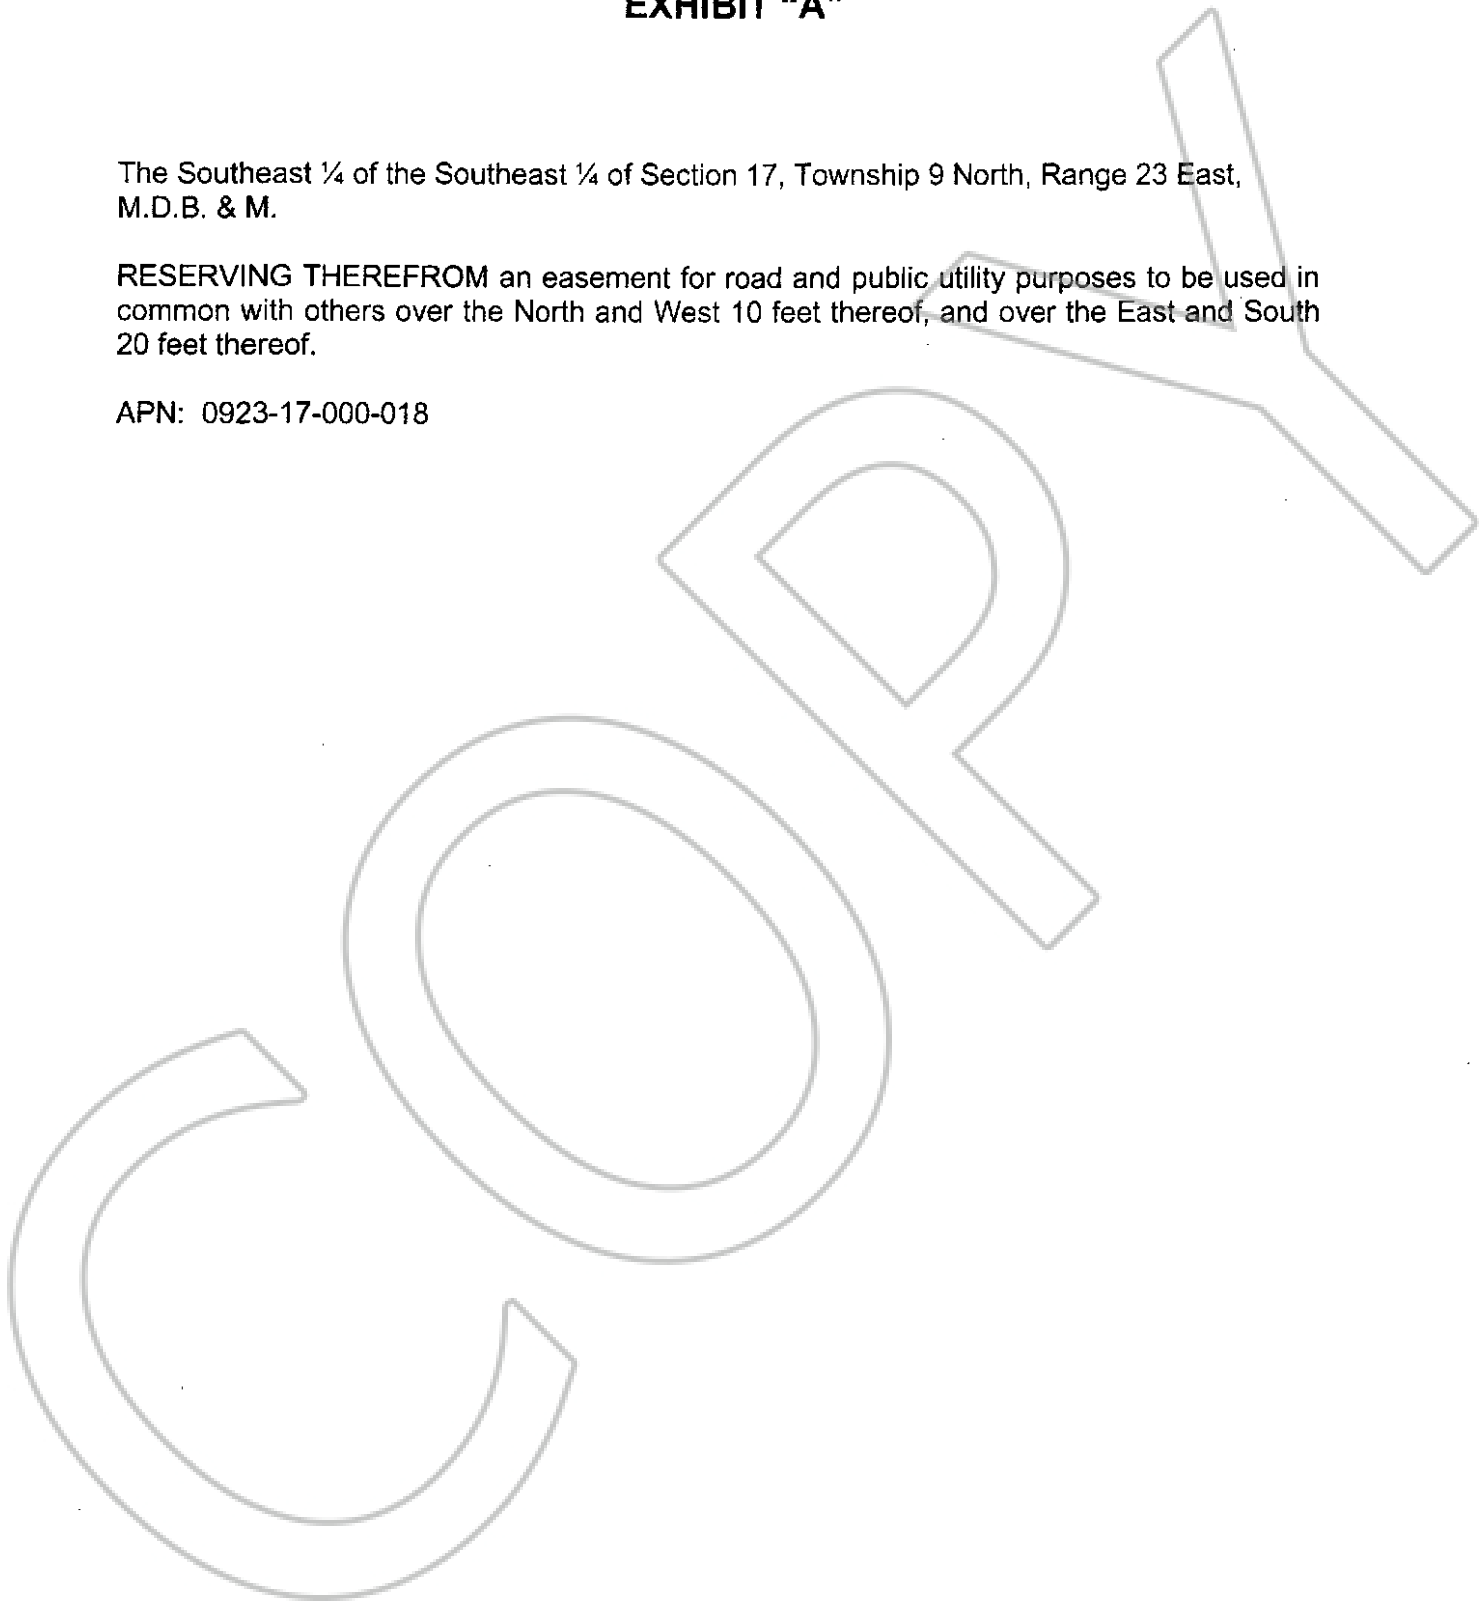 EXHIBIT "A"
The Southeast ¼ of the Southeast ¼ of Section 17, Township 9 North, Range 23 East,
M.D.B. & M.
RESERVING THEREFROM an easement for road and public utility purposes to be used in
common with others over the North and West 10 feet thereof, and over the East and South
20 feet thereof.
APN: 0923-17-000-018
COPY